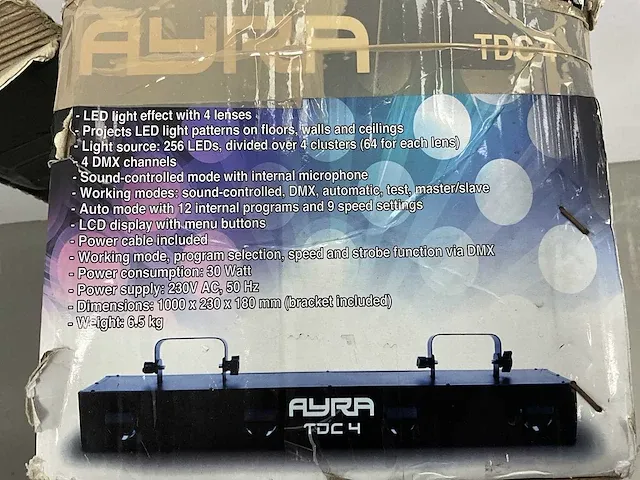 AYRA
TDC 4
- LED light effect with 4 lenses
- Projects LED light patterns on floors, walls and ceilings
- Light source: 256 LEDs, divided over 4 clusters (64 for each lens)
- 4 DMX channels
- Sound-controlled mode with internal microphone
- Working modes: sound-controlled, DMX, automatic, test, master/slave
- Auto mode with 12 internal programs and 9 speed settings
- LCD display with menu buttons
- Power cable included
- Working mode, program selection, speed and strobe function via DMX
- Power consumption: 30 Watt
- Power supply: 230V AC, 50 Hz
- Dimensions: 1000 x 230 x 180 mm (bracket included)
- Weight: 6.5 kg
AYRA
TDC 4